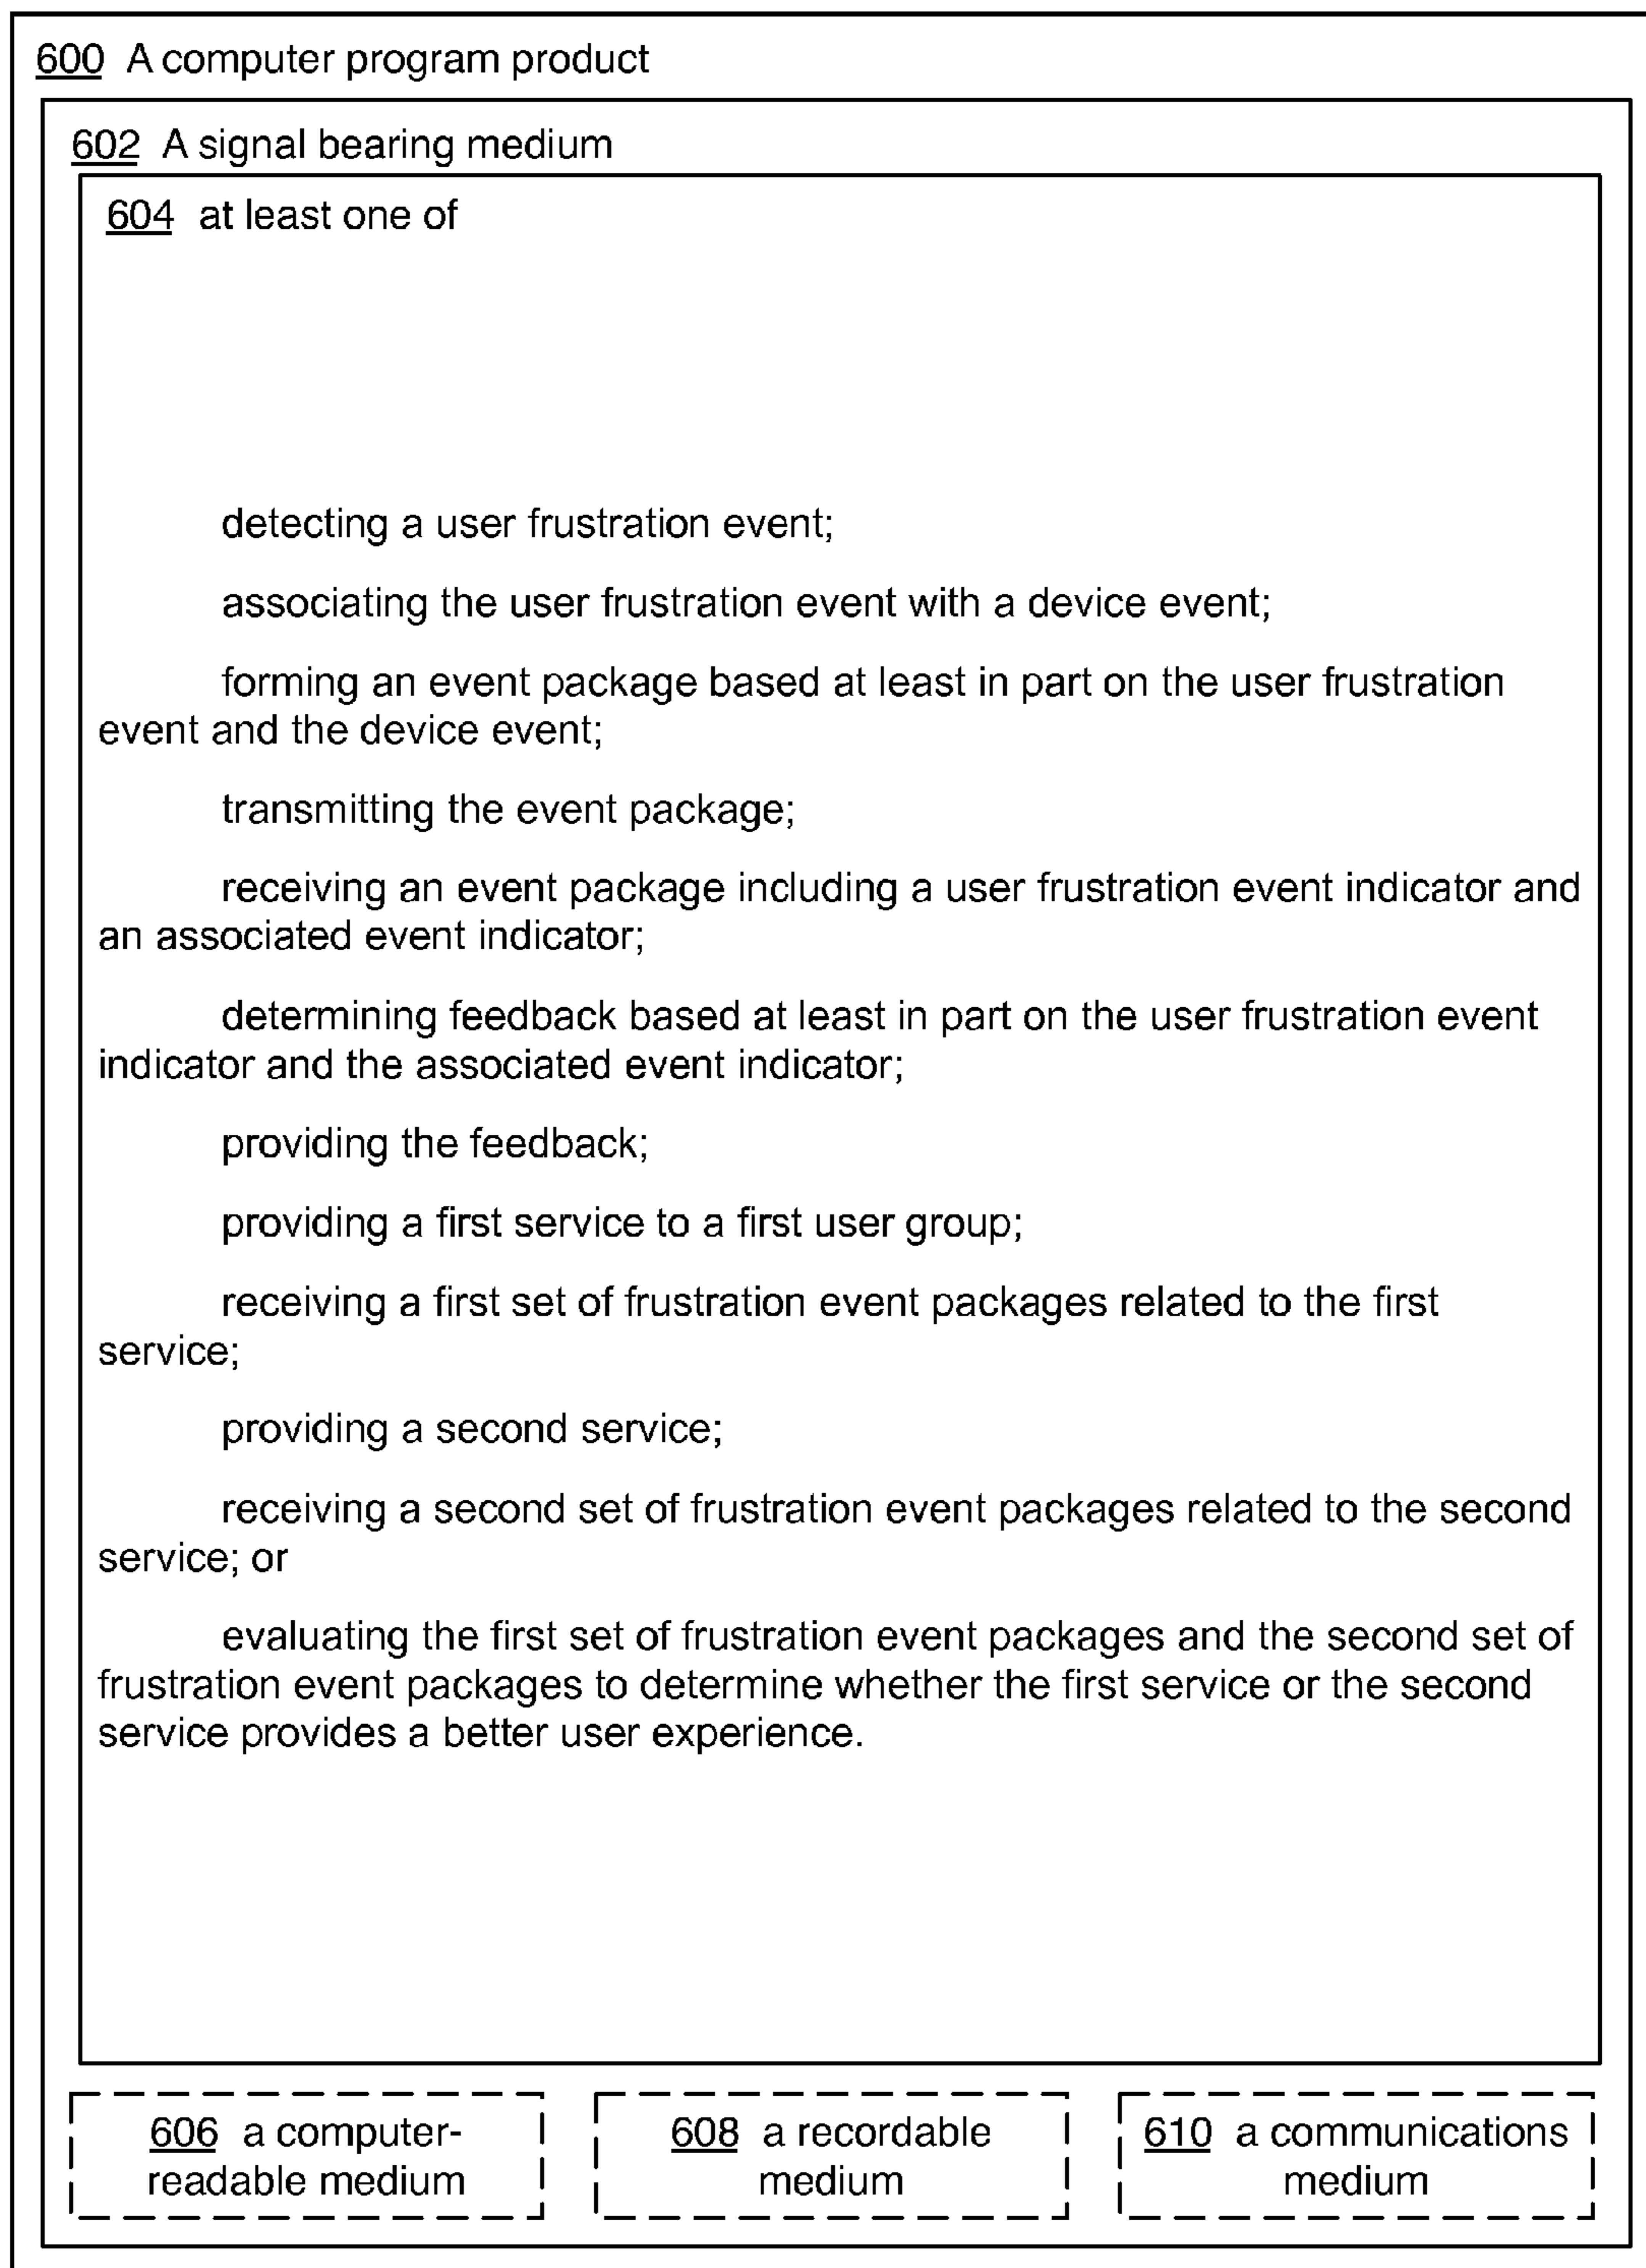 600 A computer program product
602 A signal bearing medium
604 at least one of
detecting a user frustration event;
associating the user frustration event with a device event;
forming an event package based at least in part on the user frustration
event and the device event;
transmitting the event package;
receiving an event package including a user frustration event indicator and
an associated event indicator;
determining feedback based at least in part on the user frustration event
indicator and the associated event indicator;
providing the feedback;
providing a first service to a first user group;
receiving a first set of frustration event packages related to the first
service;
providing a second service;
receiving a second set of frustration event packages related to the second
service; or
evaluating the first set of frustration event packages and the second set of
frustration event packages to determine whether the first service or the second
service provides a better user experience.
606 a computer-
readable medium
608 a recordable
medium
610 a communications
medium